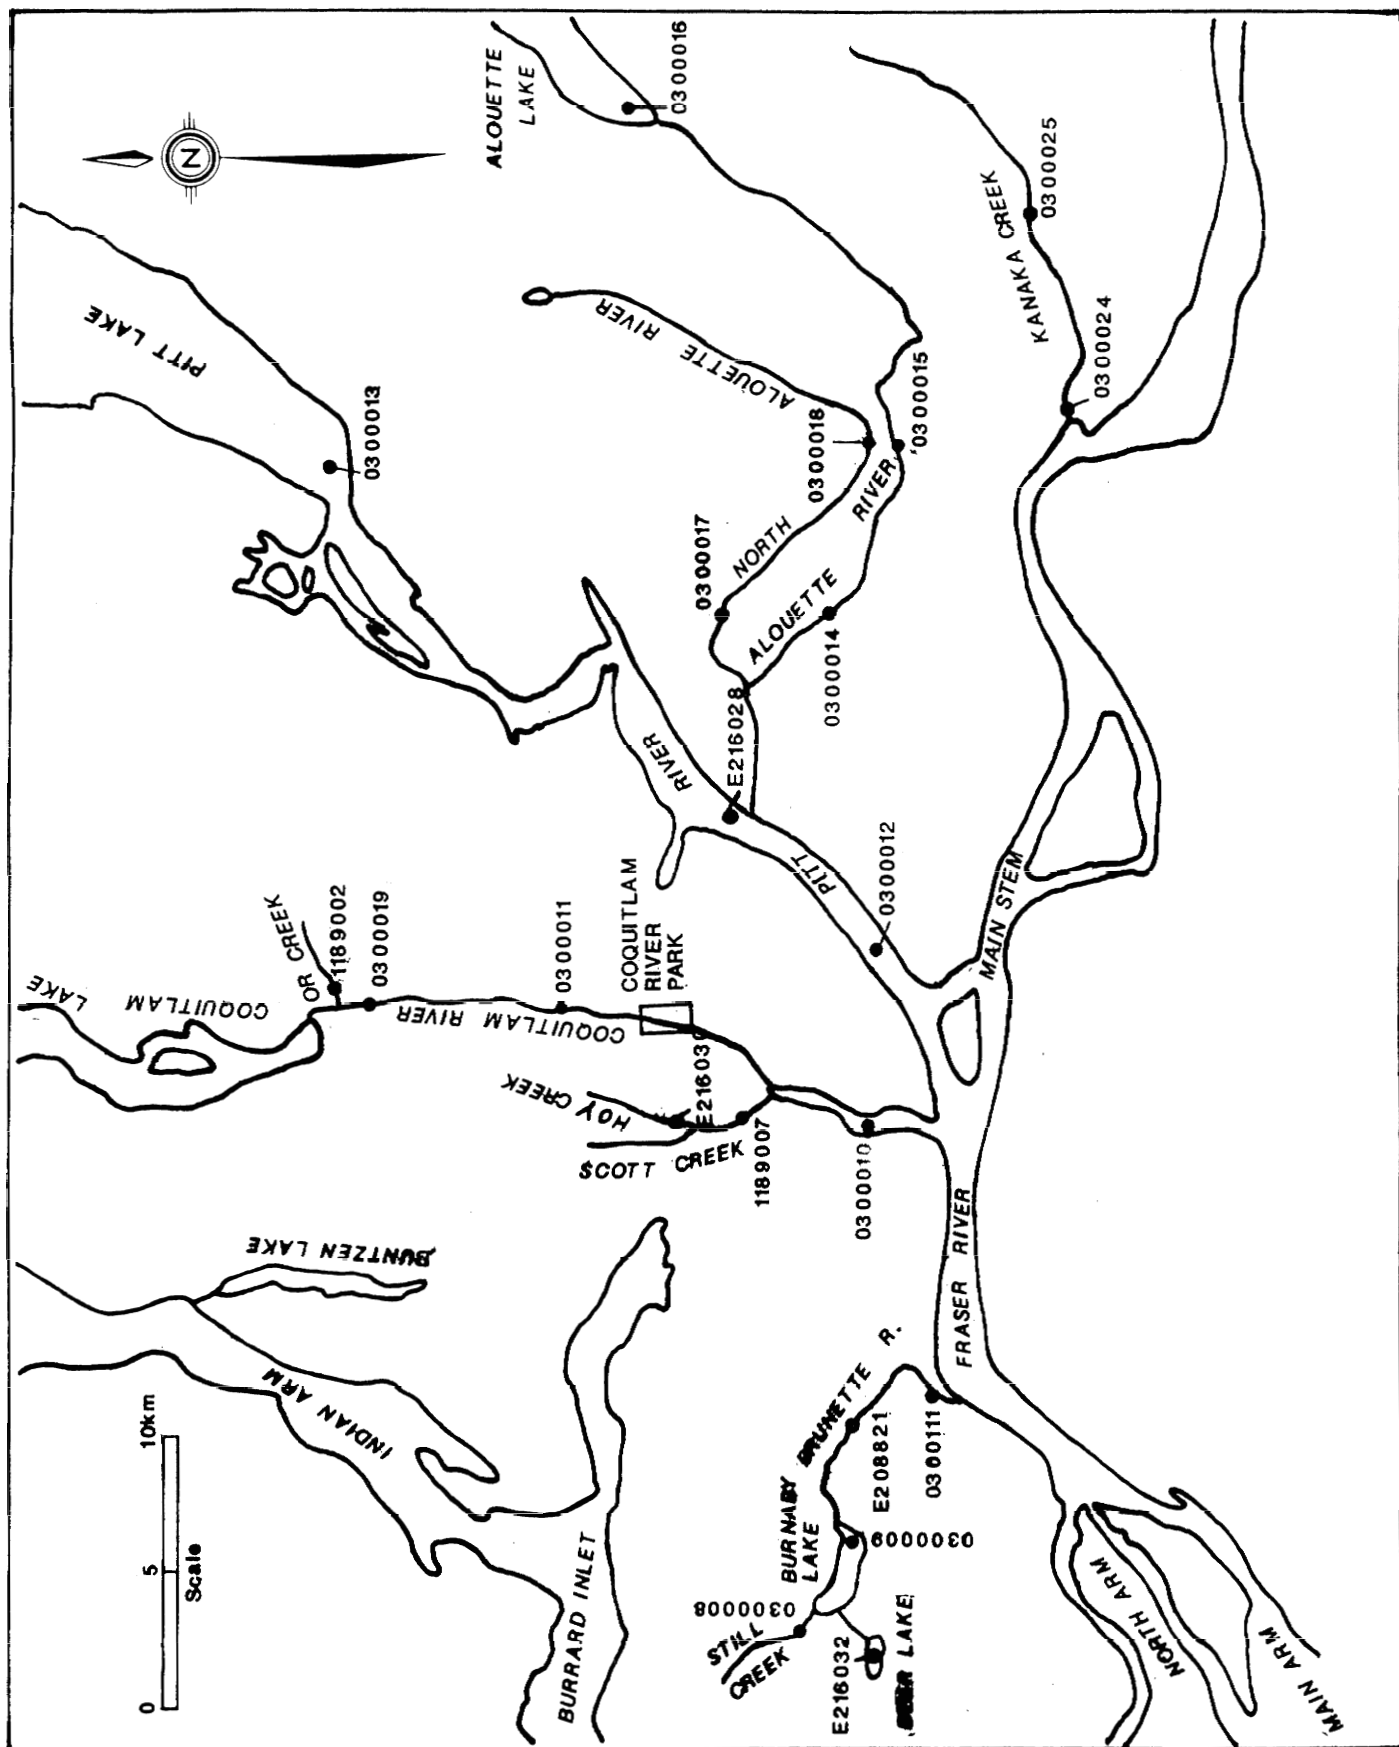 ALOUETTE
LAKE
0300016
N
PITT LAKE
0300013
ALOUETTE RIVER
KANAKA CREEK
0300025
0300024
0300018
0300015
0300017
NORTH
ALOUETTE RIVER
0300014
E216028
PITT RIVER
0300012
MAIN STEM
COQUITLAM LAKE
OR CREEK
1189002
0300019
0300011
COQUITLAM RIVER
COQUITLAM
RIVER
PARK
HOY CREEK
SCOTT CREEK
1189007
0300010
BUNTZEN LAKE
INDIAN ARM
BURRARD INLET
FRASER RIVER
BRUNETTE R.
E208821
0300111
BURNABY
LAKE
0300009
0300008
STILL
CREEK
E216032
LAKE
NORTH ARM
MAIN ARM
0 5 10km
Scale